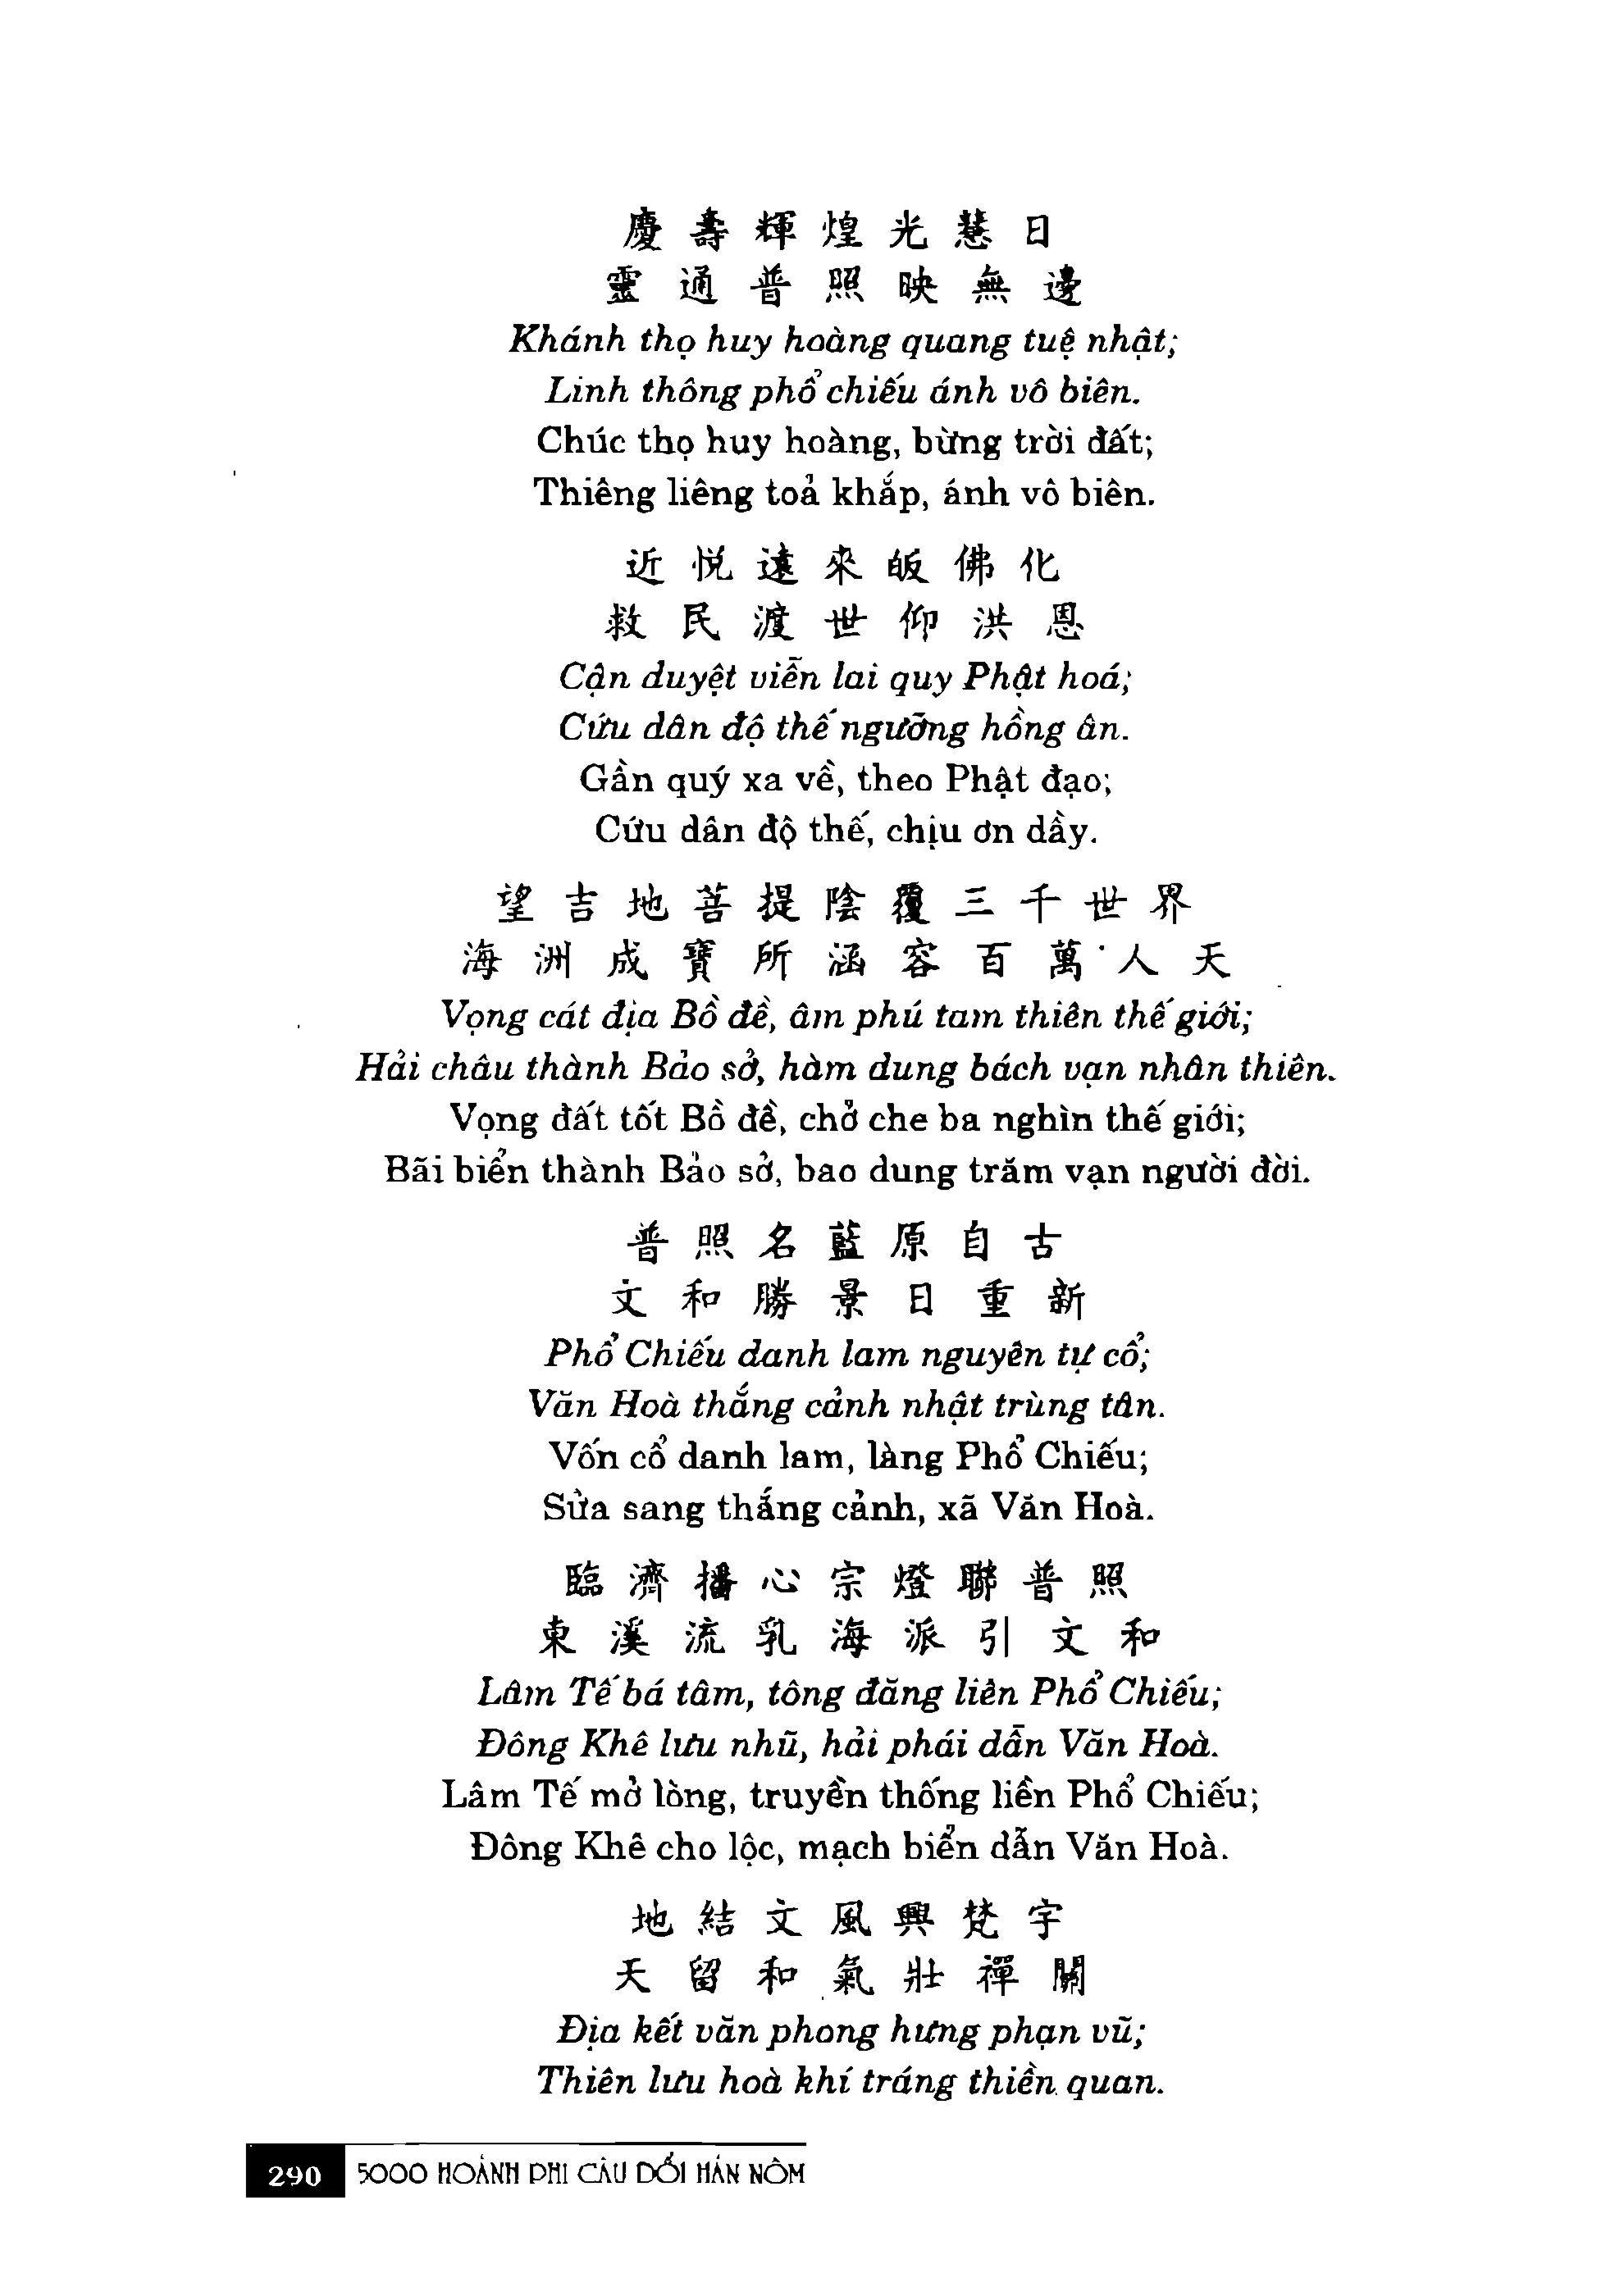 慶壽輝煌光慧日
靈通普照映無邊
Khánh thọ huy hoàng quang tuệ nhật;
Linh thông phổ chiếu ánh vô biên.
Chúc thọ huy hoàng, bừng trời đất;
Thiêng liêng toả khắp, ánh vô biên.
近悅遠來皈佛化
救民渡世仰洪恩
Cận duyệt viễn lai quy Phật hoá;
Cứu dân độ thế ngưỡng hồng ân.
Gần quý xa về, theo Phật đạo;
Cứu dân độ thế, chịu ơn dầy.
望吉地菩提陰覆三千世界
海洲成寶所涵容百萬人天
Vọng cát địa Bồ đề, âm phú tam thiên thế giới;
Hải châu thành Bảo sở, hàm dung bách vạn nhân thiên.
Vọng đất tốt Bồ đề, chở che ba nghìn thế giới;
Bãi biển thành Bảo sở, bao dung trăm vạn người đời.
普照名藍原自古
文和勝景日重新
Phổ Chiếu danh lam nguyên tự cổ;
Văn Hoà thắng cảnh nhật trùng tân.
Vốn cổ danh lam, làng Phổ Chiếu;
Sửa sang thắng cảnh, xã Văn Hoà.
臨濟播心宗燈聯普照
東溪流乳海派引文和
Lâm Tế bá tâm, tông đăng liên Phổ Chiếu;
Đông Khê lưu nhũ, hải phái dẫn Văn Hoà.
Lâm Tế mở lòng, truyền thống liền Phổ Chiếu;
Đông Khê cho lộc, mạch biển dẫn Văn Hoà.
地結文風興梵宇
天留和氣壯禪關
Địa kết văn phong hưng phạn vũ;
Thiên lưu hoà khí tráng thiền quan.
290 5000 HOÀNH PHI CÂU ĐỐI HÁN NÔM